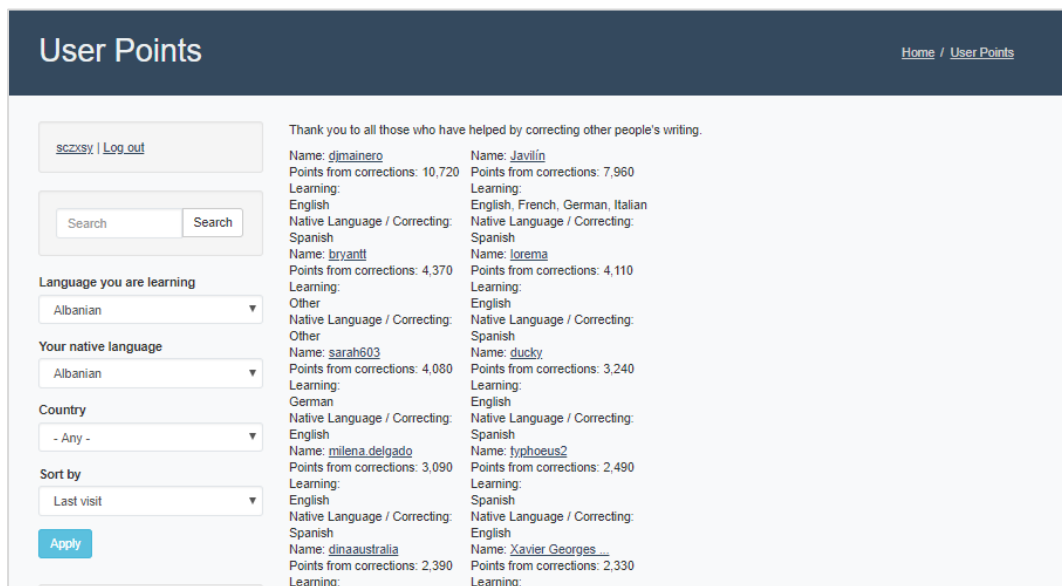 User Points
Home / User Points
sczxsy | Log out
Search Search
Language you are learning
Albanian
Your native language
Albanian
Country
- Any -
Sort by
Last visit
Apply
Thank you to all those who have helped by correcting other people's writing.
Name: djmainero
Points from corrections: 10,720
Learning:
English
Native Language / Correcting:
Spanish
Name: Javilín
Points from corrections: 7,960
Learning:
English, French, German, Italian
Native Language / Correcting:
Spanish
Name: bryantt
Points from corrections: 4,370
Learning:
Other
Native Language / Correcting:
Other
Name: lorema
Points from corrections: 4,110
Learning:
English
Native Language / Correcting:
Spanish
Name: sarah603
Points from corrections: 4,080
Learning:
German
Native Language / Correcting:
English
Name: ducky
Points from corrections: 3,240
Learning:
English
Native Language / Correcting:
Spanish
Name: milena.delgado
Points from corrections: 3,090
Learning:
English
Native Language / Correcting:
Spanish
Name: typhoeus2
Points from corrections: 2,490
Learning:
Spanish
Native Language / Correcting:
English
Name: dinaaustralia
Points from corrections: 2,390
Learning:
Name: Xavier Georges ...
Points from corrections: 2,330
Learning: